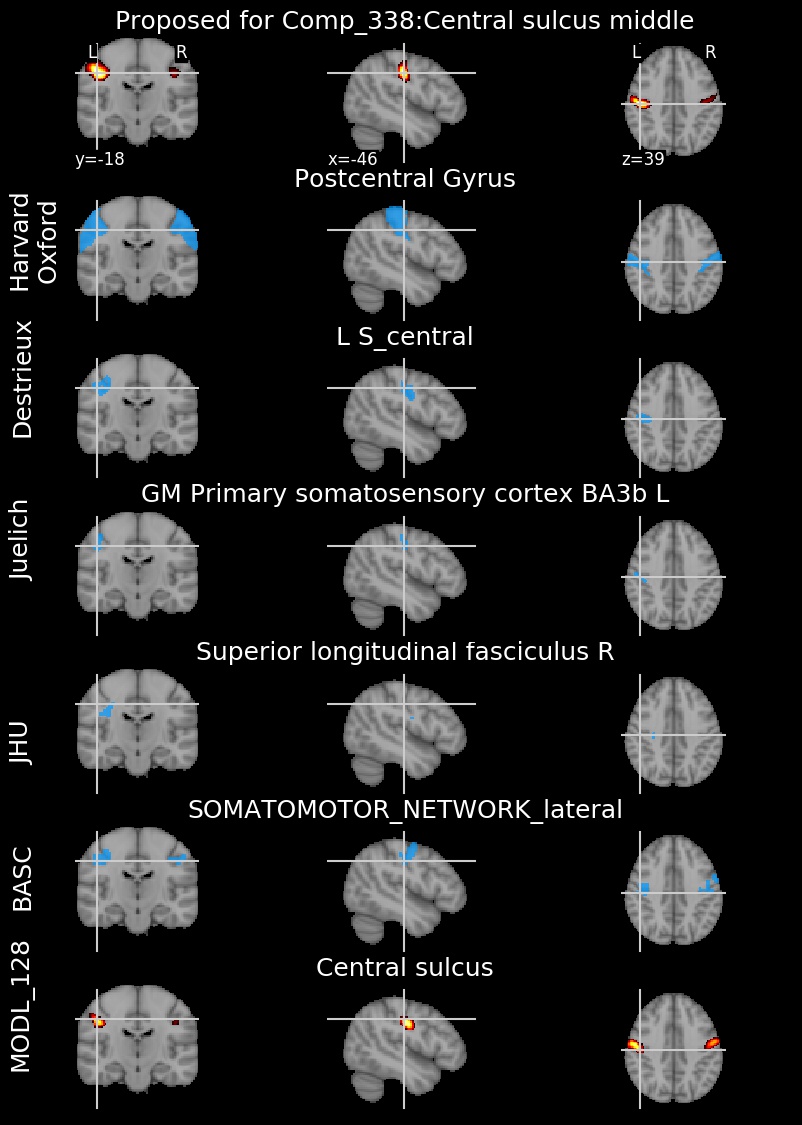 Proposed for Comp_338:Central sulcus middle
L R
L R
y=-18 x=-46 z=39
Postcentral Gyrus
Harvard
Oxford
L S_central
Destrieux
GM Primary somatosensory cortex BA3b L
Juelich
Superior longitudinal fasciculus R
JHU
SOMATOMOTOR_NETWORK_lateral
BASC
Central sulcus
MODL_128